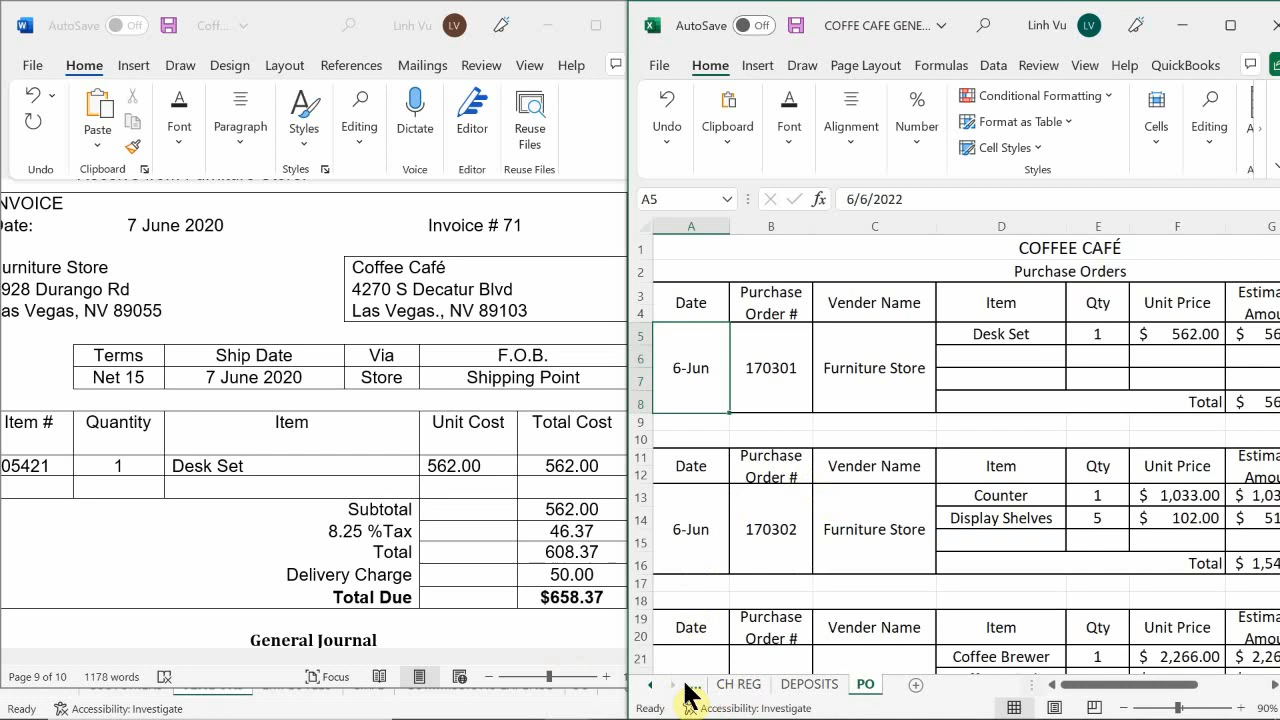 AutoSave Off Coff... Linh Vu LV
File Home Insert Draw Design Layout References Mailings Review View Help
Undo Paste Clipboard Font Paragraph Styles Editing Dictate Voice Editor Reuse Files
NVOICE
Date: 7 June 2020 Invoice # 71
urniture Store Coffee Café
928 Durango Rd 4270 S Decatur Blvd
as Vegas, NV 89055 Las Vegas., NV 89103
Terms Ship Date Via F.O.B.
Net 15 7 June 2020 Store Shipping Point
Item # Quantity Item Unit Cost Total Cost
05421 1 Desk Set 562.00 562.00
Subtotal 562.00
8.25 %Tax 46.37
Total 608.37
Delivery Charge 50.00
Total Due $658.37
General Journal
Page 9 of 10 1178 words Focus
Ready Accessibility: Investigate
AutoSave Off COFFE CAFE GENE... Linh Vu LV
File Home Insert Draw Page Layout Formulas Data Review View Help QuickBooks
Undo Clipboard Font Alignment Number Conditional Formatting Format as Table Cell Styles Styles Cells Editing
A5 fx 6/6/2022
A B C D E F G
1 COFFEE CAFÉ
2 Purchase Orders
3 Date Purchase Vender Name Item Qty Unit Price Estima
4 Order # Amou
5 Desk Set 1 $ 562.00 $ 56
6 6-Jun 170301 Furniture Store
7
8 Total $ 56
9
10
11 Date Purchase Vender Name Item Qty Unit Price Estima
12 Order # Amou
13 Counter 1 $ 1,033.00 $ 1,03
14 6-Jun 170302 Furniture Store Display Shelves 5 $ 102.00 $ 51
15
16 Total $ 1,54
17
18
19 Date Purchase Vender Name Item Qty Unit Price Estima
20 Order # Amou
21 Coffee Brewer 1 $ 2,266.00 $ 2,26
... CH REG DEPOSITS PO
Ready Accessibility: Investigate 90%